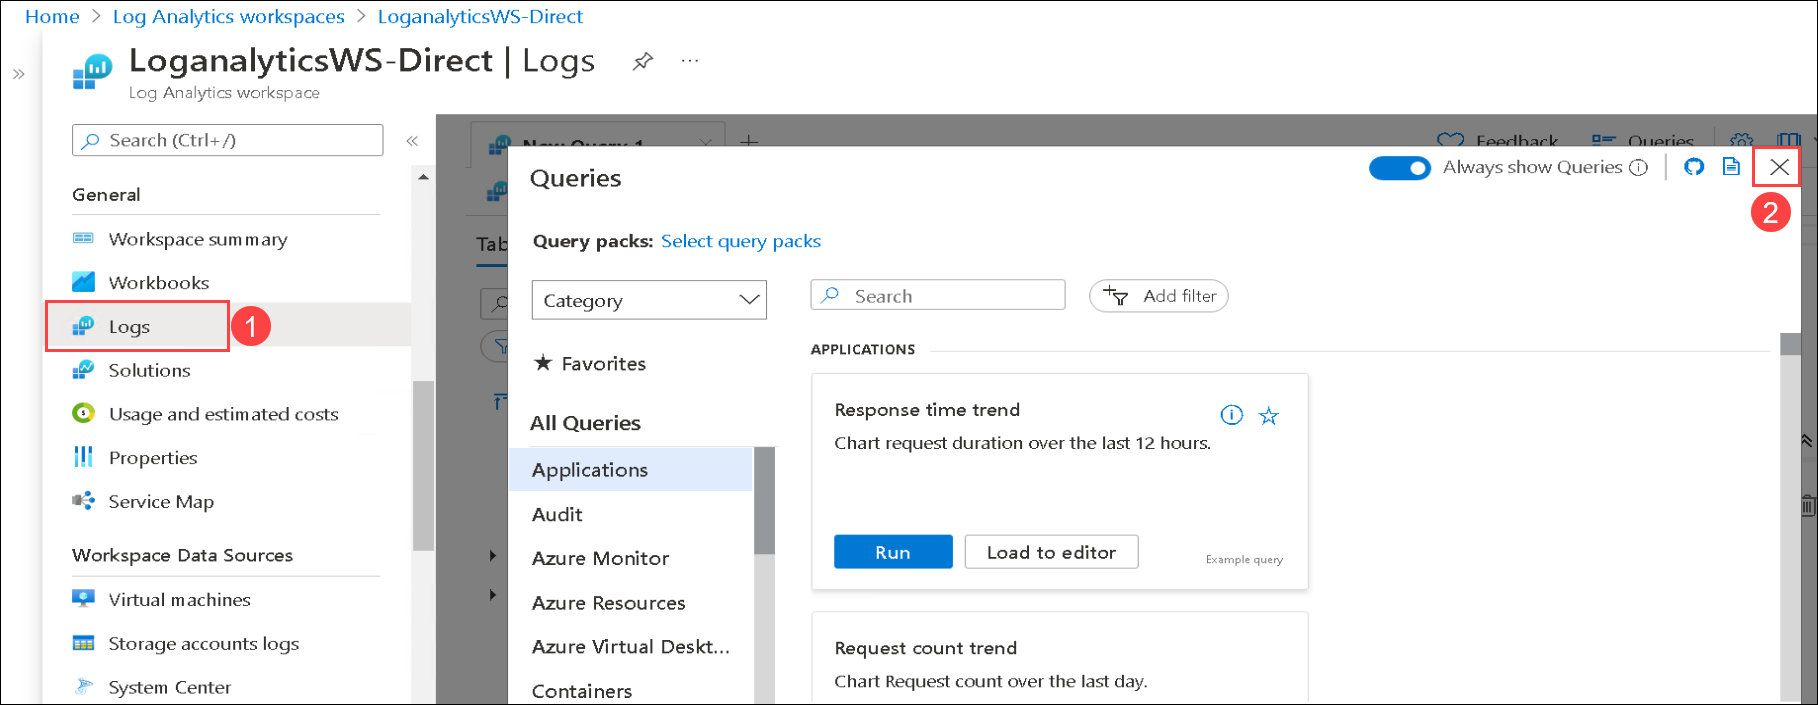 Home > Log Analytics workspaces > LoganalyticsWS-Direct
LoganalyticsWS-Direct | Logs
Log Analytics workspace
Search (Ctrl+/)
General
Workspace summary
Workbooks
Logs
1
Solutions
Usage and estimated costs
Properties
Service Map
Workspace Data Sources
Virtual machines
Storage accounts logs
System Center
New Query 1
Feedback
Queries
Tab
Queries
Always show Queries
2
Query packs: Select query packs
Category
Search
Add filter
Favorites
All Queries
Applications
Audit
Azure Monitor
Azure Resources
Azure Virtual Deskt...
Containers
APPLICATIONS
Response time trend
Chart request duration over the last 12 hours.
Run
Load to editor
Example query
Request count trend
Chart Request count over the last day.